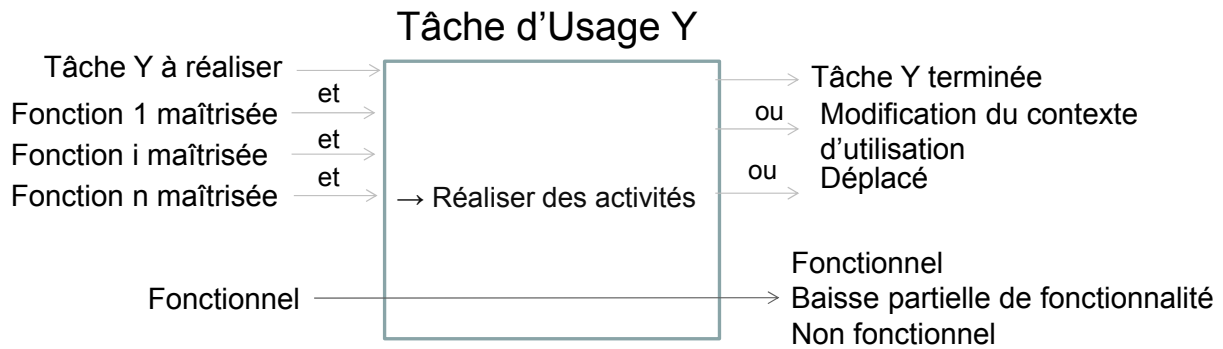 Tâche d'Usage Y
Tâche Y à réaliser
et
Fonction 1 maîtrisée
et
Fonction i maîtrisée
et
Fonction n maîtrisée
→ Réaliser des activités
Fonctionnel
Tâche Y terminée
ou
Modification du contexte
d'utilisation
ou
Déplacé
Fonctionnel
Baisse partielle de fonctionnalité
Non fonctionnel